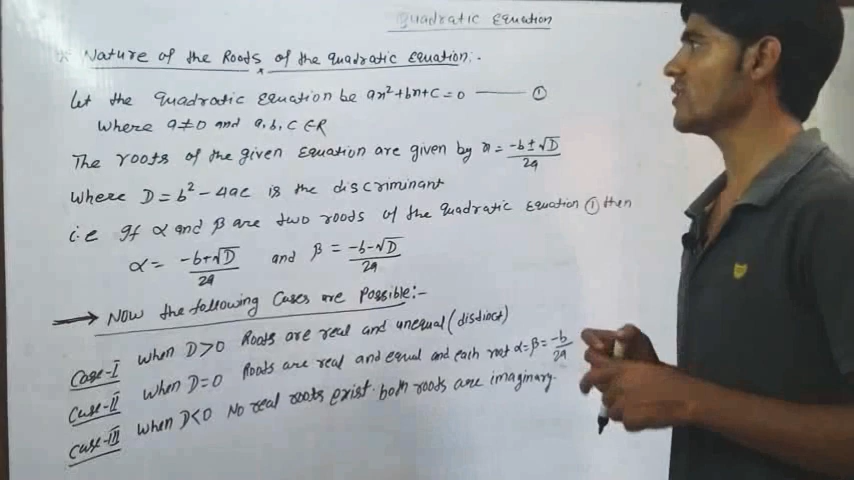 Quadratic Equation
* Nature of the Roots of the quadratic Equation:-
Let the quadratic equation be ax²+bx+c=0 —— ①
where a≠0 and a,b,c ∈R
The roots of the given Equation are given by x = (-b±√D)/2a
where D=b²-4ac is the discriminant
i.e If α and β are two roots of the quadratic Equation ① then
α = (-b+√D)/2a and β = (-b-√D)/2a
→ Now the following Cases are Possible:-
Case-I when D>0 Roots are real and unequal (distinct)
Case-II when D=0 Roots are real and equal and each root α=β=-b/2a
Case-III when D<0 No real roots exist. both roots are imaginary.